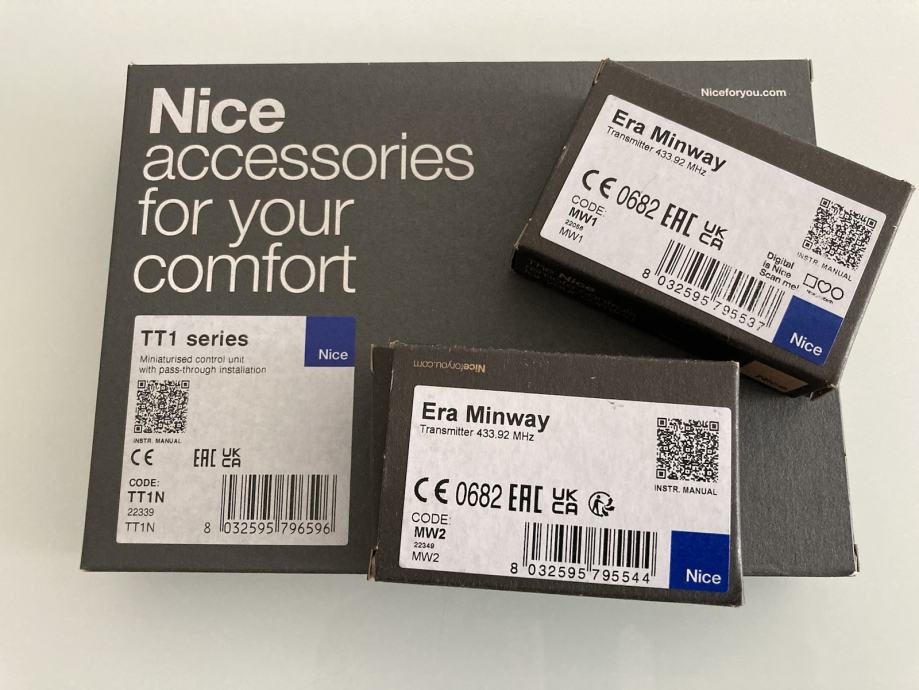 Nice
accessories
for your
comfort
Niceforyou.com
TT1 series
Miniaturised control unit
with pass-through installation
Nice
INSTR. MANUAL
CE EAC UK CA
CODE:
TT1N
22339
TT1N
8 032595 796596
Era Minway
Transmitter 433.92 MHz
CE 0682 EAC UK CA
CODE:
MW1
22056
MW1
INSTR. MANUAL
Digital
is Nice
Scan me!
8 032595 795537
Nice
The Nice
Niceforyou.com
Era Minway
Transmitter 433.92 MHz
INSTR. MANUAL
CE 0682 EAC UK CA
CODE:
MW2
22349
MW2
8 032595 795544
Nice